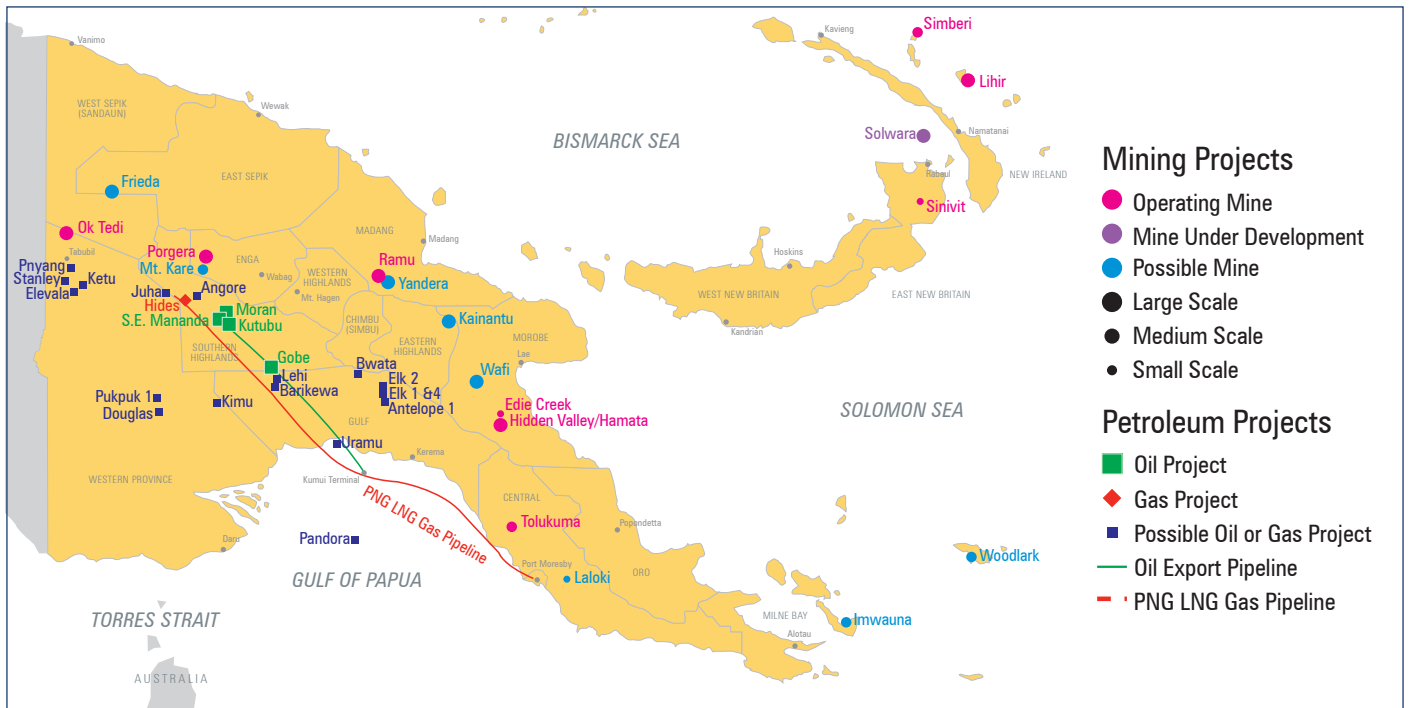 Vanimo
WEST SEPIK
(SANDAUN)
Wewak
EAST SEPIK
Frieda
Ok Tedi
Tabubil
Pnyang
Stanley
Ketu
Elevala
Porgera
Mt. Kare
ENGA
Wabag
WESTERN
HIGHLANDS
Mt. Hagen
MADANG
Madang
Ramu
Yandera
Juha
Angore
Hides
Moran
S.E. Mananda
Kutubu
SOUTHERN
HIGHLANDS
CHIMBU
(SIMBU)
EASTERN
HIGHLANDS
Kainantu
MOROBE
Lae
Gobe
Lehi
Barikewa
Bwata
Elk 2
Elk 1 &4
Antelope 1
Wafi
Pukpuk 1
Douglas
Kimu
Edie Creek
Hidden Valley/Hamata
GULF
Uramu
Kerema
Kumui Terminal
WESTERN PROVINCE
PNG LNG Gas Pipeline
CENTRAL
Tolukuma
Popondetta
Daru
Pandora
Port Moresby
Laloki
ORO
GULF OF PAPUA
TORRES STRAIT
AUSTRALIA
MILNE BAY
Alotau
Imwauna
Woodlark
SOLOMON SEA
BISMARCK SEA
Kavieng
Simberi
Lihir
Solwara
Namatanai
Rabaul
NEW IRELAND
Sinivit
Hoskins
WEST NEW BRITAIN
EAST NEW BRITAIN
Kandrian
Mining Projects
Operating Mine
Mine Under Development
Possible Mine
Large Scale
Medium Scale
Small Scale
Petroleum Projects
Oil Project
Gas Project
Possible Oil or Gas Project
Oil Export Pipeline
PNG LNG Gas Pipeline